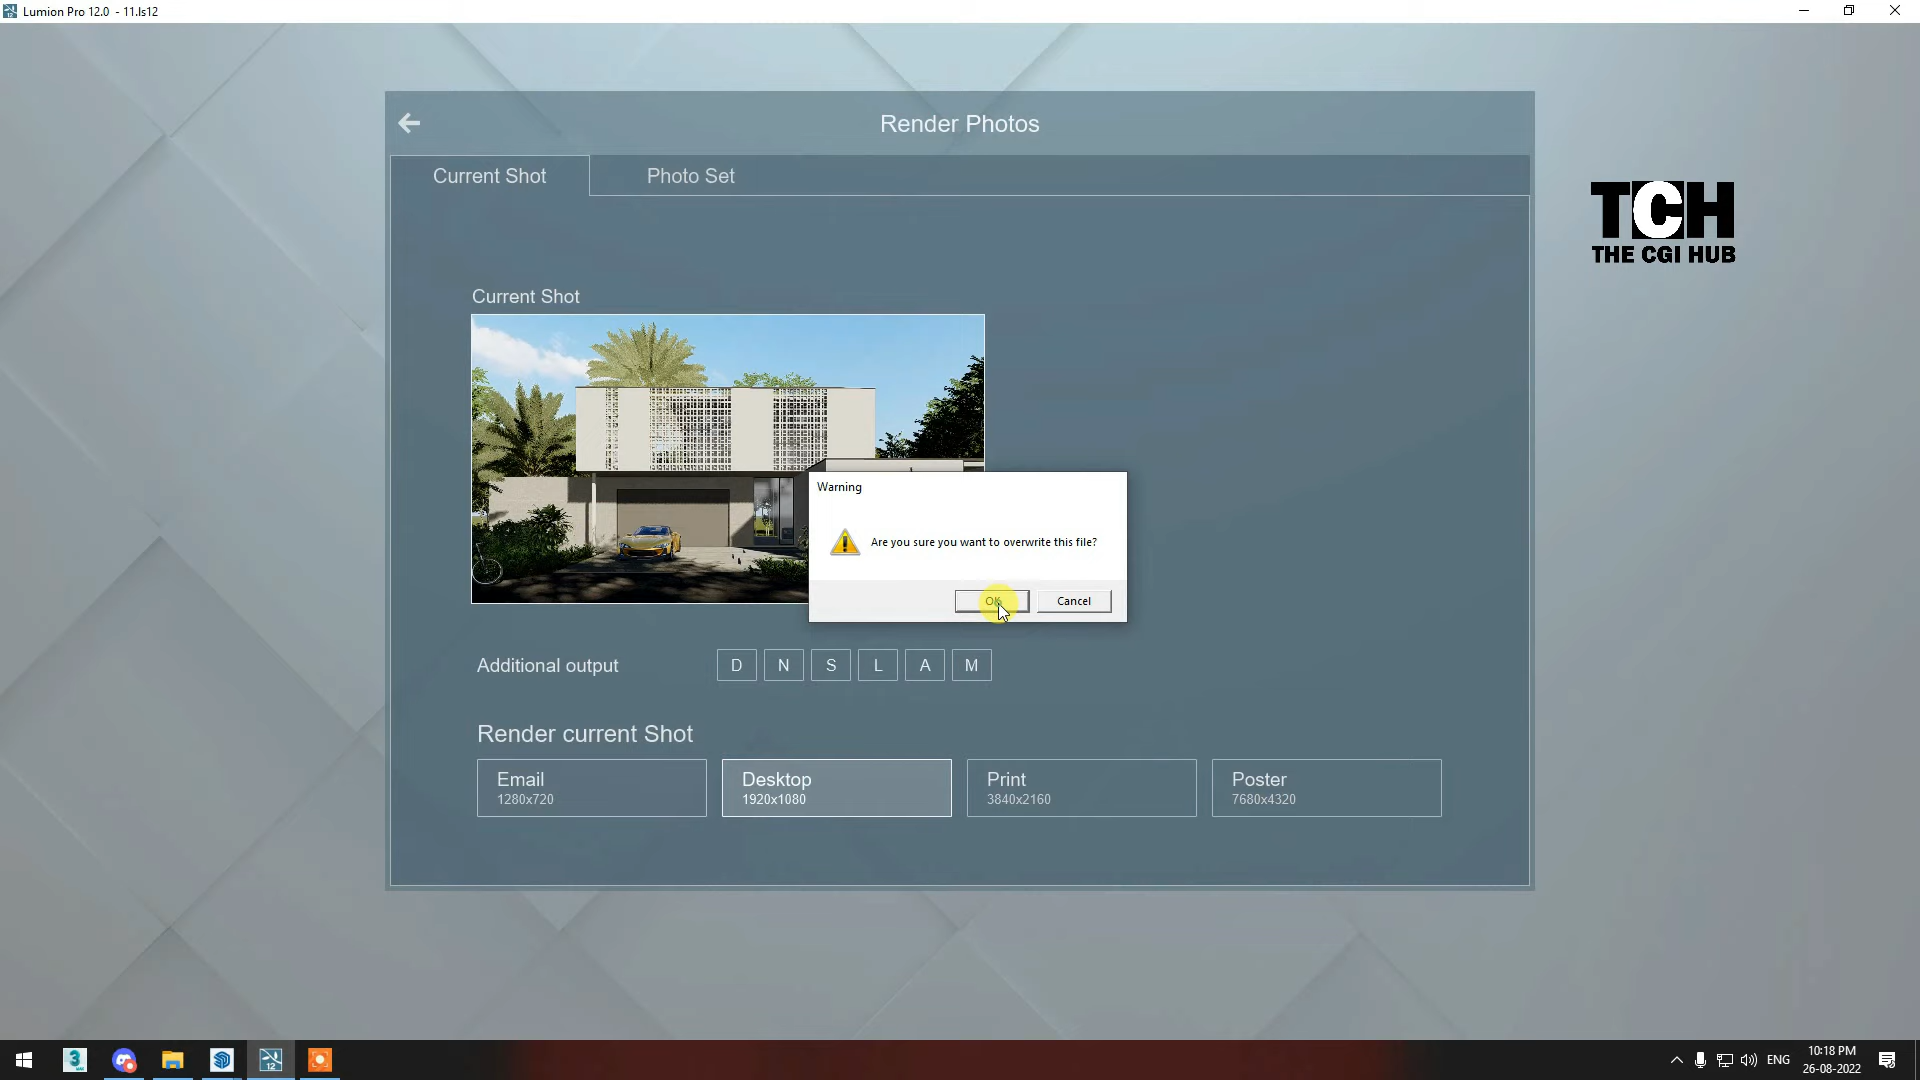 Lumion Pro 12.0 - 11.ls12
Render Photos
Current Shot
Photo Set
TCH
THE CGI HUB
Current Shot
Warning
Are you sure you want to overwrite this file?
OK
Cancel
Additional output
D N S L A M
Render current Shot
Email
1280x720
Desktop
1920x1080
Print
3840x2160
Poster
7680x4320
3
12
ENG
10:18 PM
26-08-2022